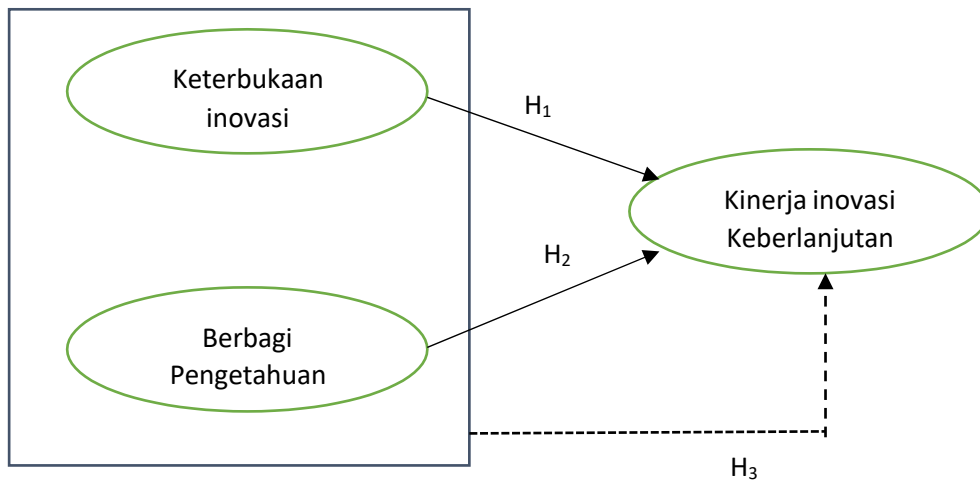 Keterbukaan
inovasi
H₁
Kinerja inovasi
Keberlanjutan
H₂
Berbagi
Pengetahuan
H₃